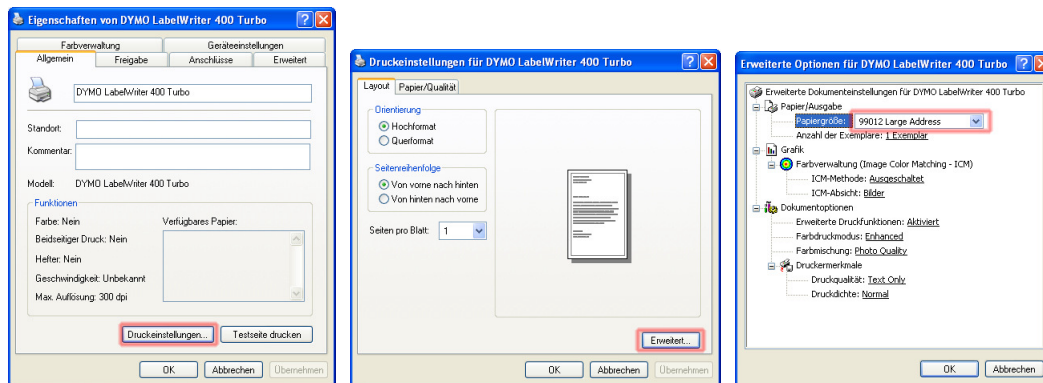 Eigenschaften von DYMO LabelWriter 400 Turbo
Farbverwaltung Geräteeinstellungen
Allgemein Freigabe Anschlüsse Erweitert
DYMO LabelWriter 400 Turbo
Standort:
Kommentar:
Modell: DYMO LabelWriter 400 Turbo
Funktionen
Farbe: Nein Verfügbares Papier:
Beidseitiger Druck: Nein
Hefter: Nein
Geschwindigkeit: Unbekannt
Max. Auflösung: 300 dpi
Druckeinstellungen... Testseite drucken
OK Abbrechen Übernehmen
Druckeinstellungen für DYMO LabelWriter 400 Turbo
Layout Papier/Qualität
Orientierung
Hochformat
Querformat
Seitenreihenfolge
Von vorne nach hinten
Von hinten nach vorne
Seiten pro Blatt: 1
Erweitert...
OK Abbrechen Übernehmen
Erweiterte Optionen für DYMO LabelWriter 400 Turbo
Erweiterte Dokumenteinstellungen für DYMO LabelWriter 400 Turbo
Papier/Ausgabe
Papiergröße: 99012 Large Address
Anzahl der Exemplare: 1 Exemplar
Grafik
Farbverwaltung (Image Color Matching - ICM)
ICM-Methode: Ausgeschaltet
ICM-Absicht: Bilder
Dokumentoptionen
Erweiterte Druckfunktionen: Aktiviert
Farbdruckmodus: Enhanced
Farbmischung: Photo Quality
Druckermerkmale
Druckqualität: Text Only
Druckdichte: Normal
OK Abbrechen